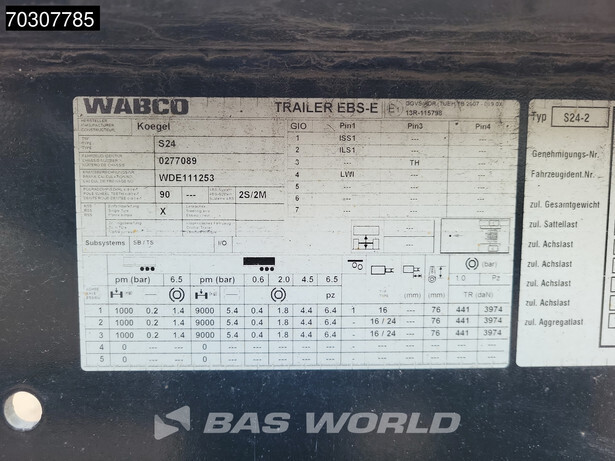 70307785
WABCO
TRAILER EBS-E
Koegel
S24
0277089
WDE111253
90 --- 2S/2M
X
Subsystems SB / TS I/O
GIO Pin1 Pin3 Pin4
1 ISS1 --- ---
2 ILS1 --- ---
3 --- TH ---
4 LWI --- ---
5 --- --- ---
6 --- --- ---
7 --- --- ---
(bar)
pm (bar) 6.5 pm (bar) 0.6 2.0 4.5 6.5 1.0 Pz
pz (mm) (mm) TR (daN)
1 1000 0.2 1.4 9000 5.4 0.4 1.8 4.4 6.4 1 16 --- 76 441 3974
2 1000 0.2 1.4 9000 5.4 0.4 1.8 4.4 6.4 - 16 / 24 --- 76 441 3974
3 1000 0.2 1.4 9000 5.4 0.4 1.8 4.4 6.4 - 16 / 24 --- 76 441 3974
4 0 --- --- 0 --- --- --- --- --- --- --- --- --- ---
5 0 --- --- 0 --- --- --- --- --- --- --- --- --- ---
Typ S24-2
Genehmigungs-Nr.
Fahrzeugident.-Nr.
zul. Gesamtgewicht
zul. Sattellast
zul. Achslast
zul. Achslast
zul. Achslast
zul. Achslast
zul. Aggregatlast
BAS WORLD